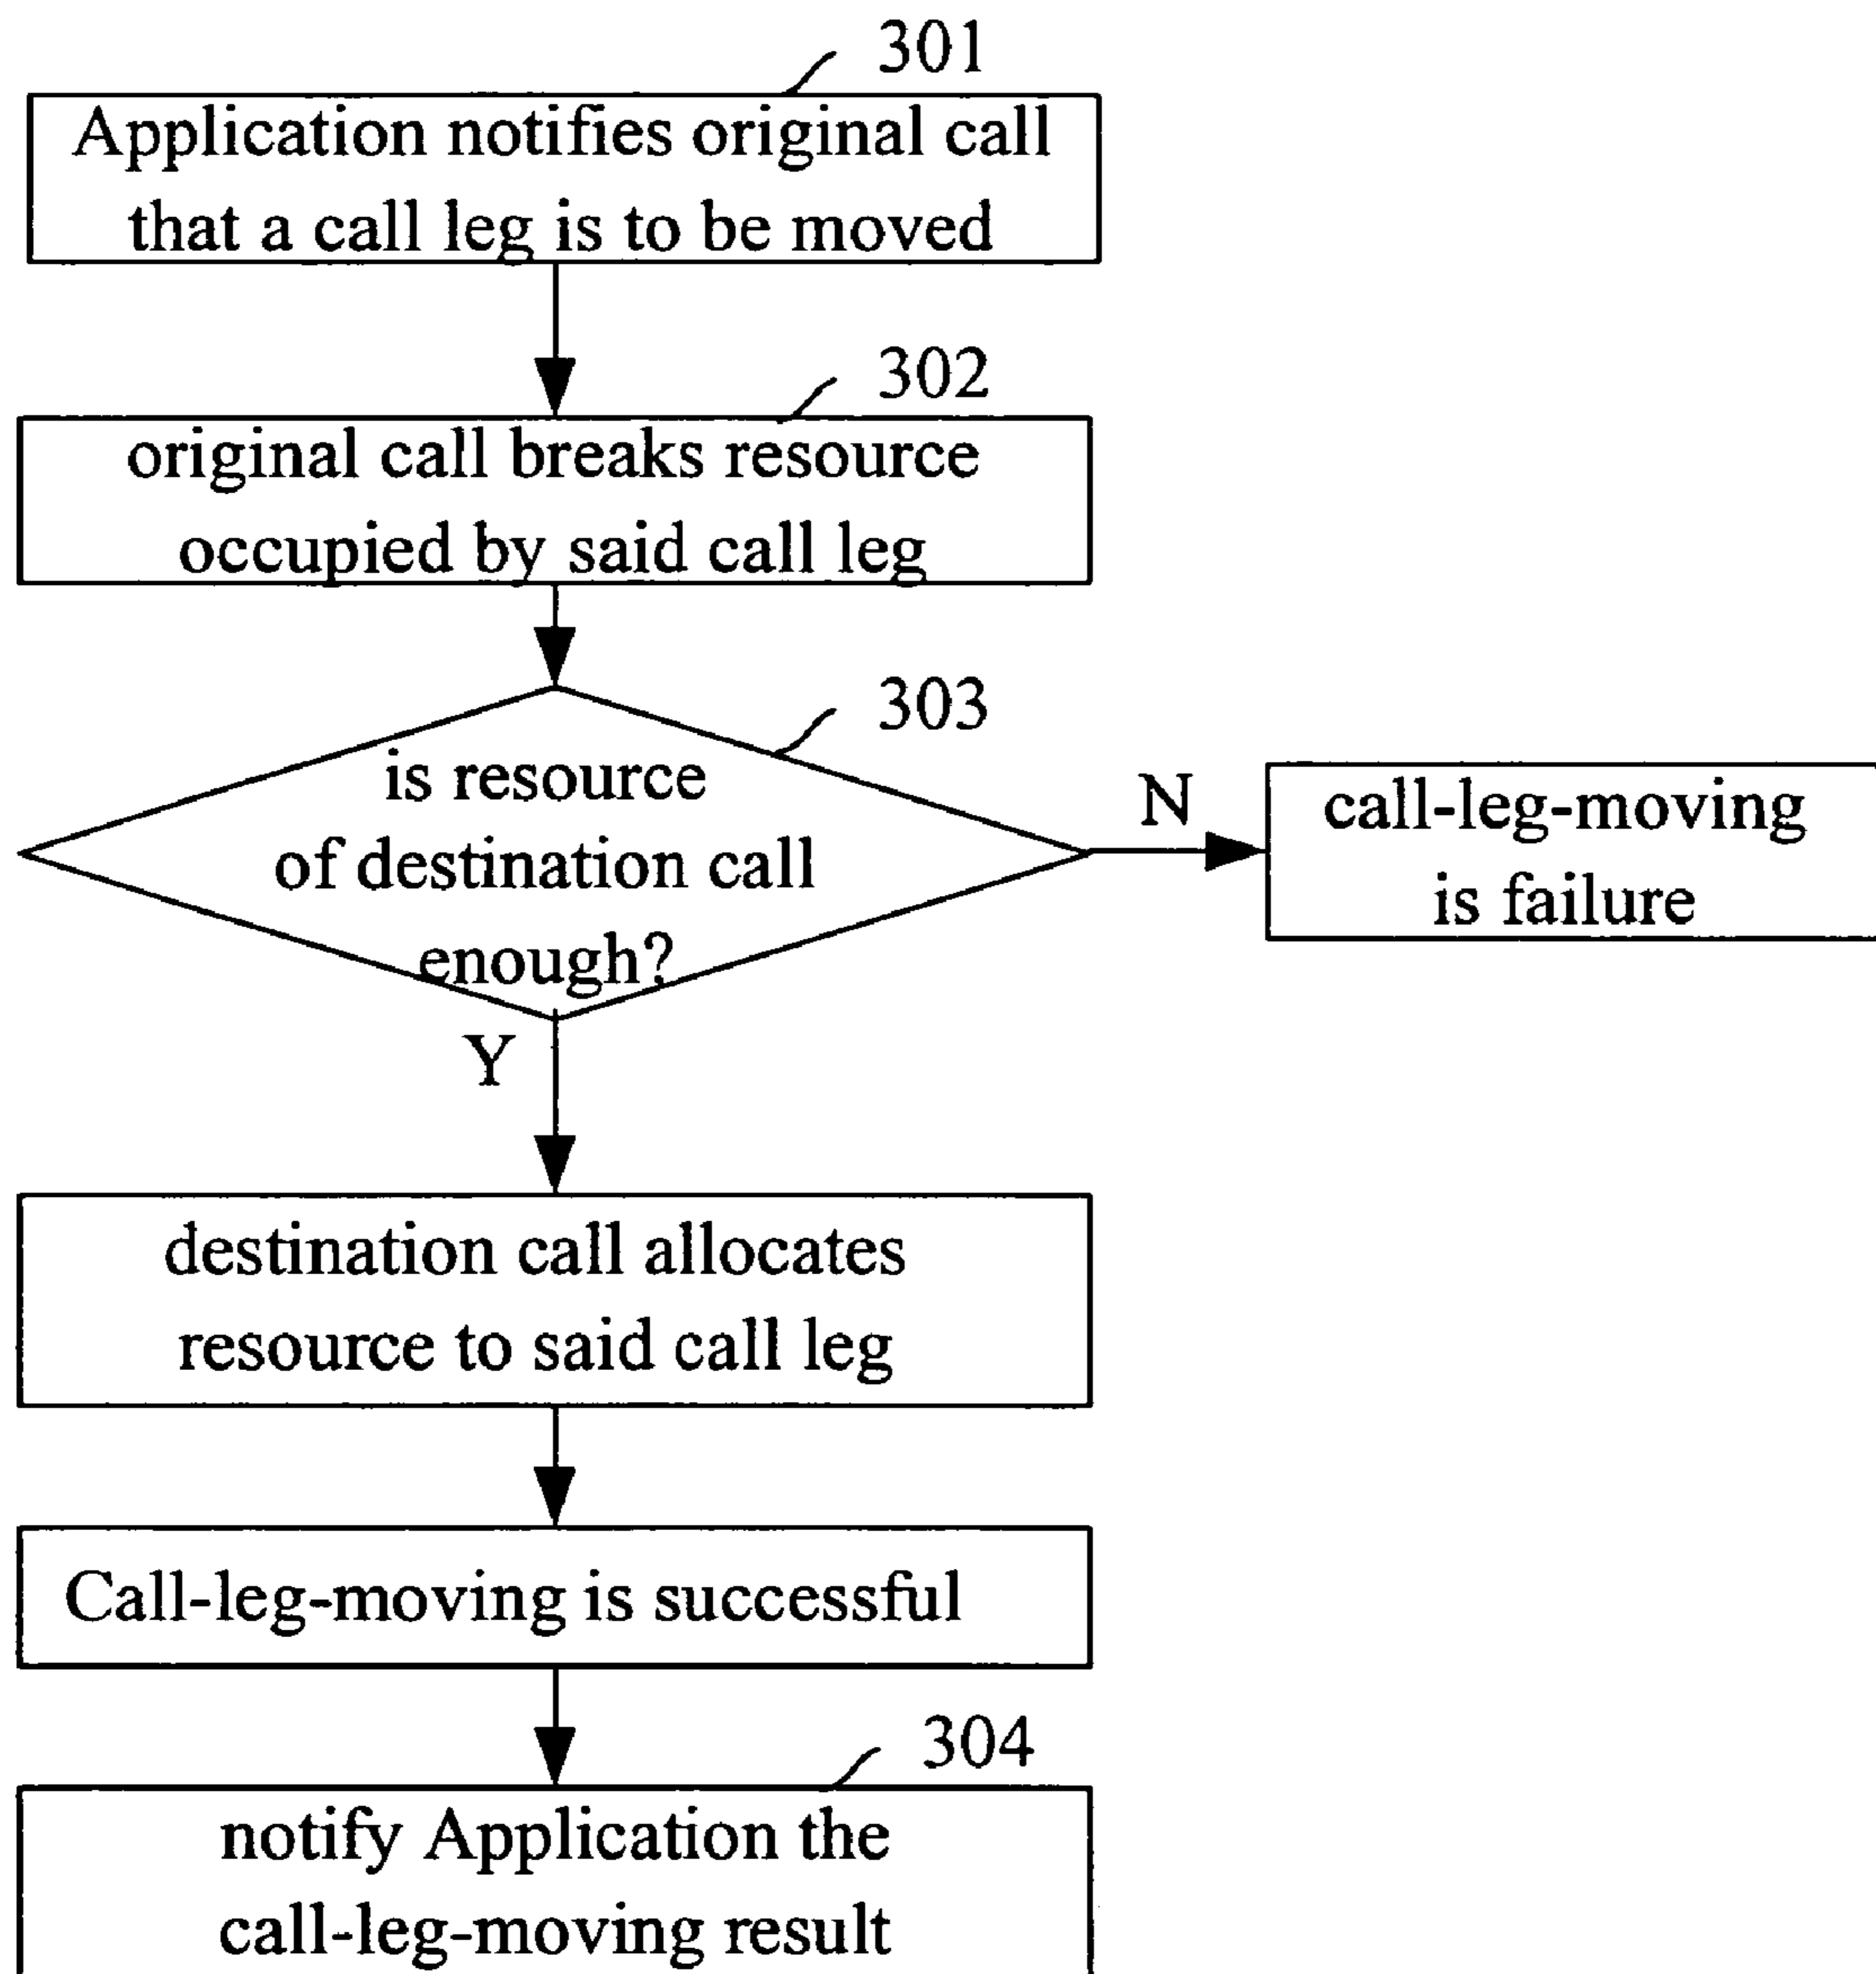 301
Application notifies original call
that a call leg is to be moved
302
original call breaks resource
occupied by said call leg
303
is resource
of destination call
enough?
N
call-leg-moving
is failure
Y
destination call allocates
resource to said call leg
Call-leg-moving is successful
304
notify Application the
call-leg-moving result